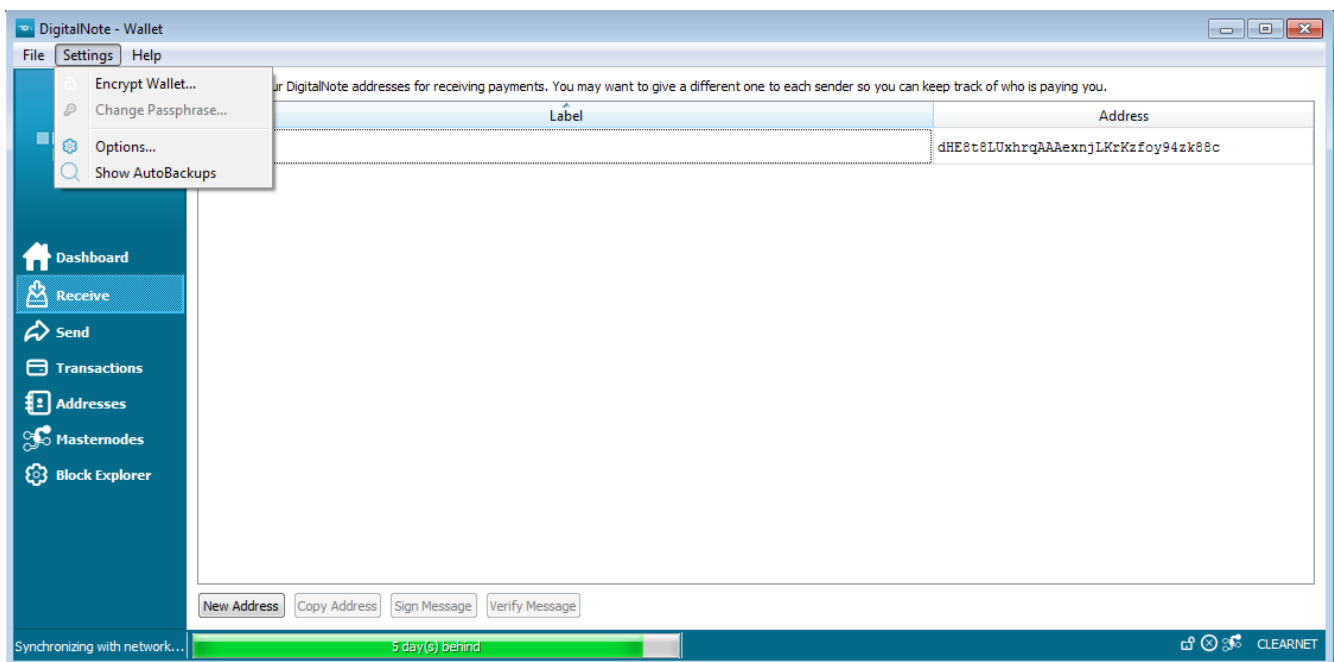 DigitalNote - Wallet
File Settings Help
Encrypt Wallet...
Change Passphrase...
Options...
Show AutoBackups
ur DigitalNote addresses for receiving payments. You may want to give a different one to each sender so you can keep track of who is paying you.
Label Address
dHE8t8LUxhrqAAAexnjLKrKzfoy94zk88c
Dashboard
Receive
Send
Transactions
Addresses
Masternodes
Block Explorer
New Address Copy Address Sign Message Verify Message
Synchronizing with network... 5 day(s) behind CLEARNET